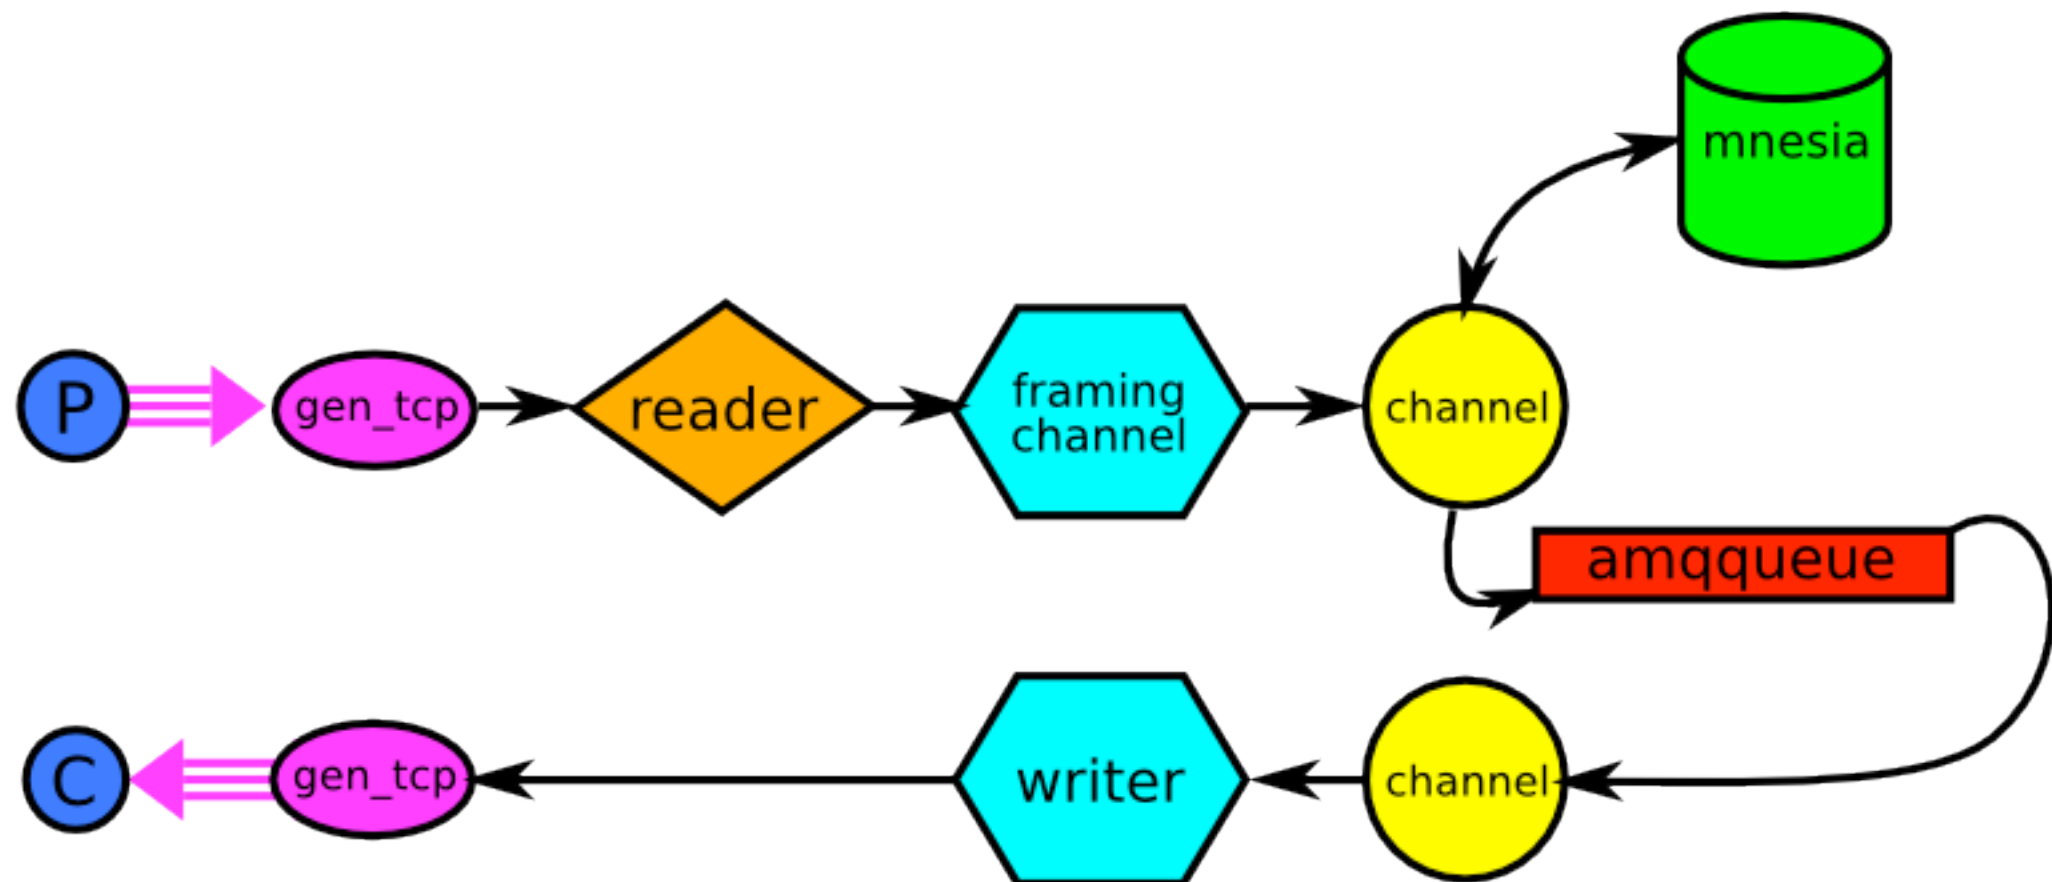 mnesia
P
gen_tcp
reader
framing
channel
channel
amqqueue
C
gen_tcp
writer
channel